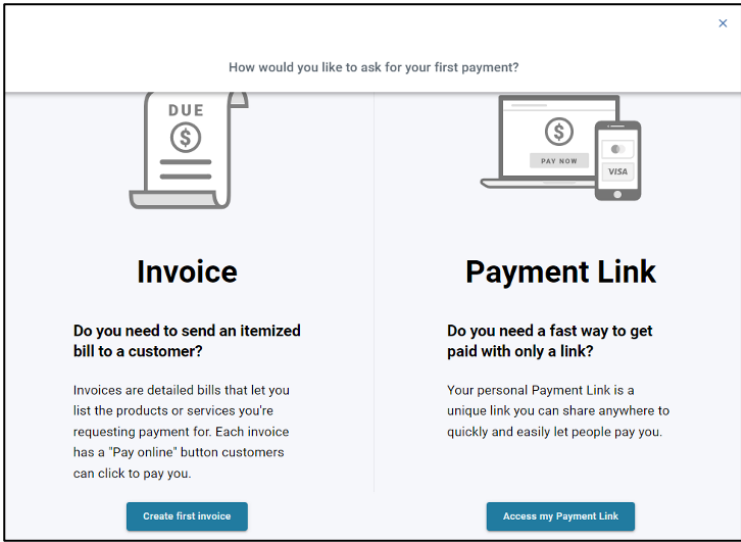 How would you like to ask for your first payment?
DUE
Invoice
Do you need to send an itemized
bill to a customer?
Invoices are detailed bills that let you
list the products or services you're
requesting payment for. Each invoice
has a "Pay online" button customers
can click to pay you.
Create first invoice
PAY NOW
VISA
Payment Link
Do you need a fast way to get
paid with only a link?
Your personal Payment Link is a
unique link you can share anywhere to
quickly and easily let people pay you.
Access my Payment Link